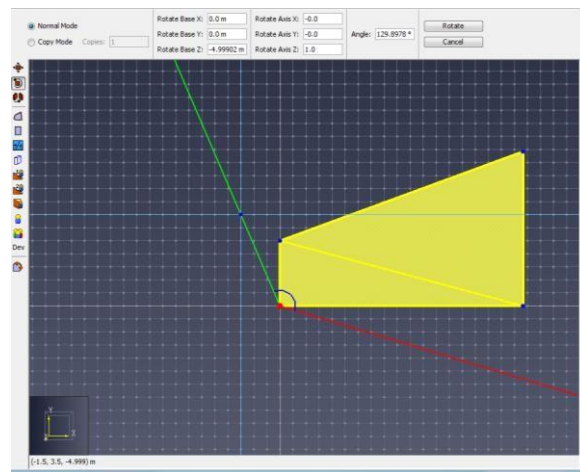 Normal Mode
Copy Mode Copies: 1
Rotate Base X: 0.0 m
Rotate Base Y: 0.0 m
Rotate Base Z: -4.99902 m
Rotate Axis X: -0.0
Rotate Axis Y: -0.0
Rotate Axis Z: 1.0
Angle: 129.8978 °
Rotate
Cancel
Dev
Y
X
(-1.5, 3.5, -4.999) m